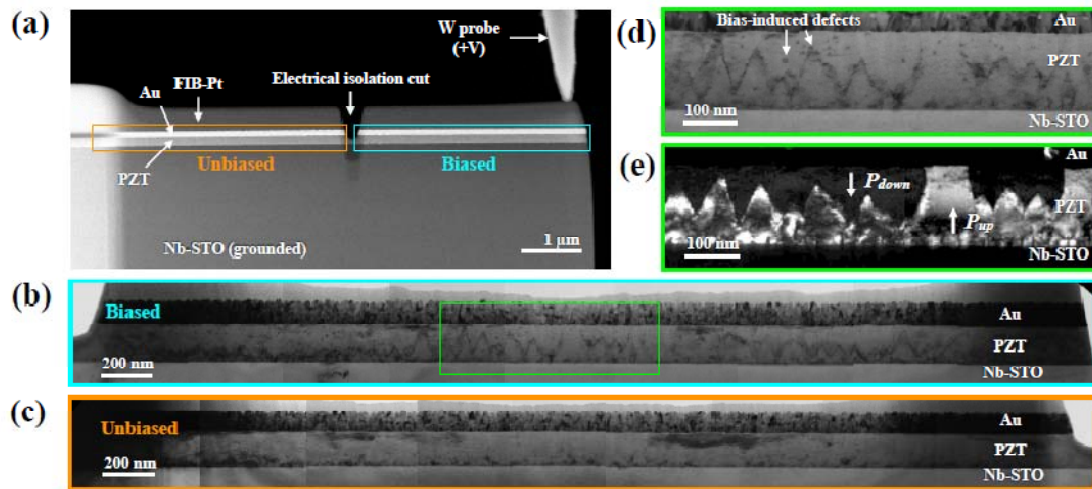 (a)
W probe
(+V)
FIB-Pt
Electrical isolation cut
Au
Unbiased
Biased
PZT
Nb-STO (grounded)
1 µm
(d)
Bias-induced defects
Au
PZT
100 nm
Nb-STO
(e)
Au
Pdown
PZT
Pup
100 nm
Nb-STO
(b)
Biased
Au
PZT
200 nm
Nb-STO
(c)
Unbiased
Au
PZT
200 nm
Nb-STO